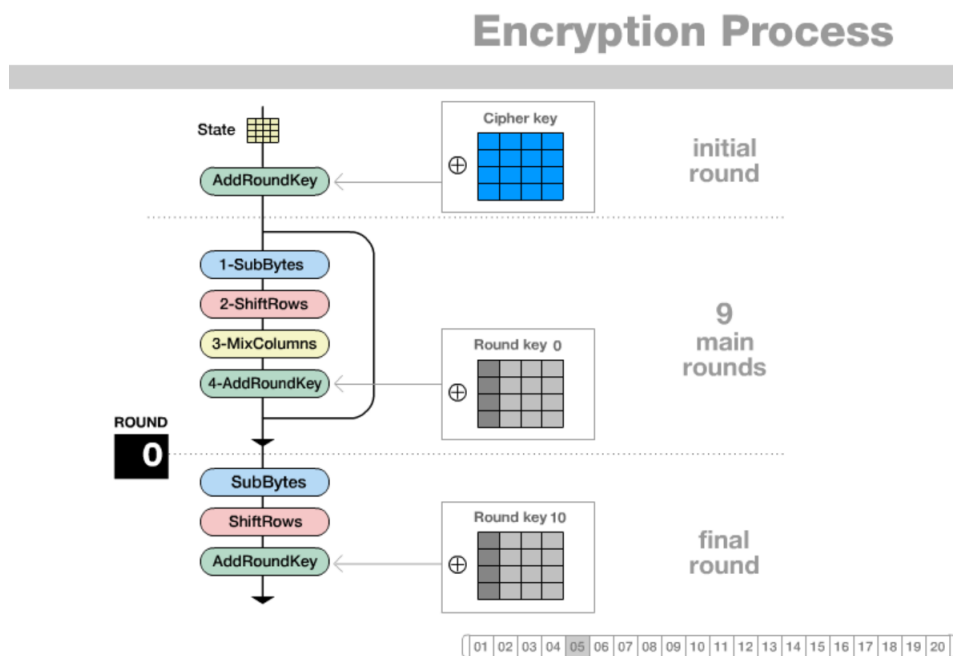 Encryption Process
State
Cipher key
AddRoundKey
initial
round
1-SubBytes
2-ShiftRows
3-MixColumns
4-AddRoundKey
Round key 0
9
main
rounds
ROUND
0
SubBytes
ShiftRows
AddRoundKey
Round key 10
final
round
01 02 03 04 05 06 07 08 09 10 11 12 13 14 15 16 17 18 19 20